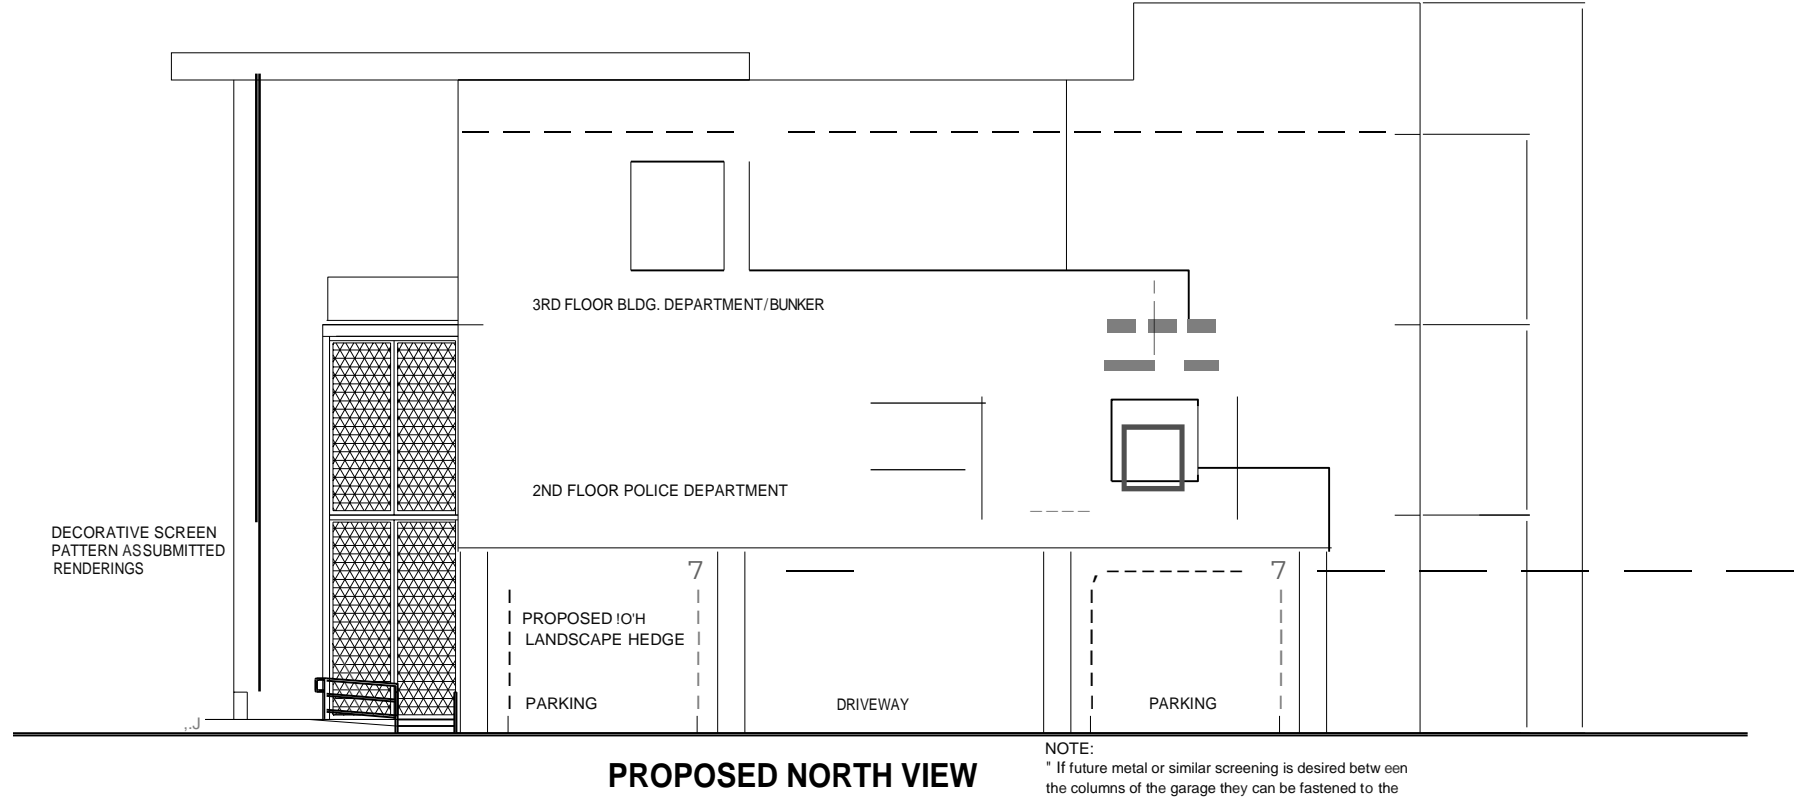 3RD FLOOR BLDG. DEPARTMENT/BUNKER
2ND FLOOR POLICE DEPARTMENT
DECORATIVE SCREEN
PATTERN ASSUBMITTED
RENDERINGS
7
7
PROPOSED !O'H
LANDSCAPE HEDGE
PARKING
DRIVEWAY
PARKING
PROPOSED NORTH VIEW
NOTE:
" If future metal or similar screening is desired betw een
the columns of the garage they can be fastened to the